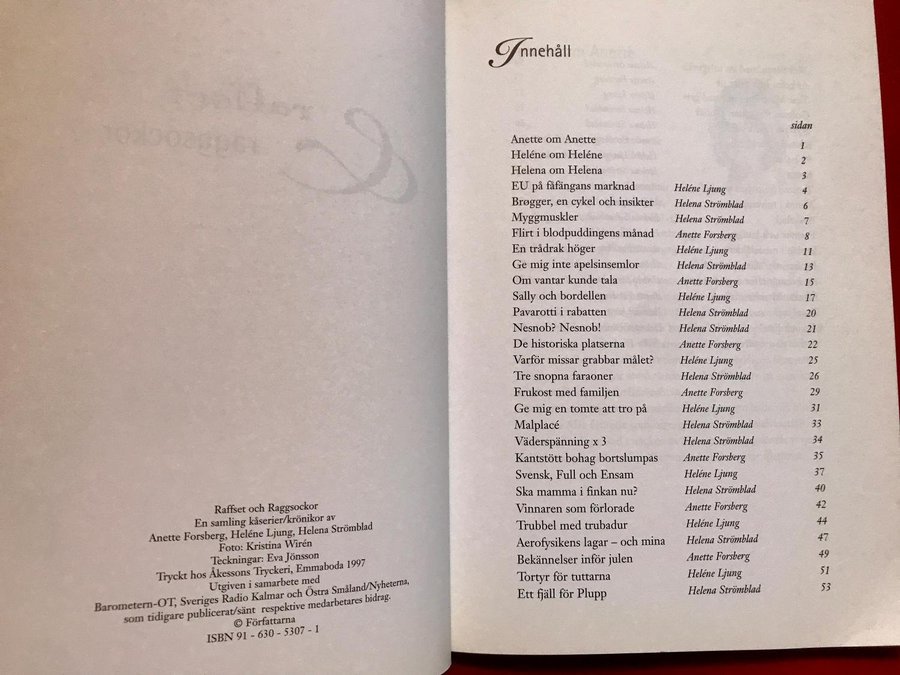 Raffset och Raggsockor
En samling kåserier/krönikor av
Anette Forsberg, Heléne Ljung, Helena Strömblad
Foto: Kristina Wirén
Teckningar: Eva Jönsson
Tryckt hos Åkessons Tryckeri, Emmaboda 1997
Utgiven i samarbete med
Barometern-OT, Sveriges Radio Kalmar och Östra Småland/Nyheterna,
som tidigare publicerat/sänt respektive medarbetares bidrag.
© Författarna
ISBN 91 - 630 - 5307 - 1
Innehåll
sidan
Anette om Anette 1
Heléne om Heléne 2
Helena om Helena 3
EU på fåfängans marknad Heléne Ljung 4
Brøgger, en cykel och insikter Helena Strömblad 6
Myggmuskler Helena Strömblad 7
Flirt i blodpuddingens månad Anette Forsberg 8
En trådrak höger Heléne Ljung 11
Ge mig inte apelsinsemlor Helena Strömblad 13
Om vantar kunde tala Anette Forsberg 15
Sally och bordellen Heléne Ljung 17
Pavarotti i rabatten Helena Strömblad 20
Nesnob? Nesnob! Helena Strömblad 21
De historiska platserna Anette Forsberg 22
Varför missar grabbar målet? Heléne Ljung 25
Tre snopna faraoner Helena Strömblad 26
Frukost med familjen Anette Forsberg 29
Ge mig en tomte att tro på Heléne Ljung 31
Malplacé Helena Strömblad 33
Väderspänning x 3 Helena Strömblad 34
Kantstött bohag bortslumpas Anette Forsberg 35
Svensk, Full och Ensam Heléne Ljung 37
Ska mamma i finkan nu? Helena Strömblad 40
Vinnaren som förlorade Anette Forsberg 42
Trubbel med trubadur Heléne Ljung 44
Aerofysikens lagar – och mina Helena Strömblad 47
Bekännelser inför julen Anette Forsberg 49
Tortyr för tuttarna Heléne Ljung 51
Ett fjäll för Plupp Helena Strömblad 53